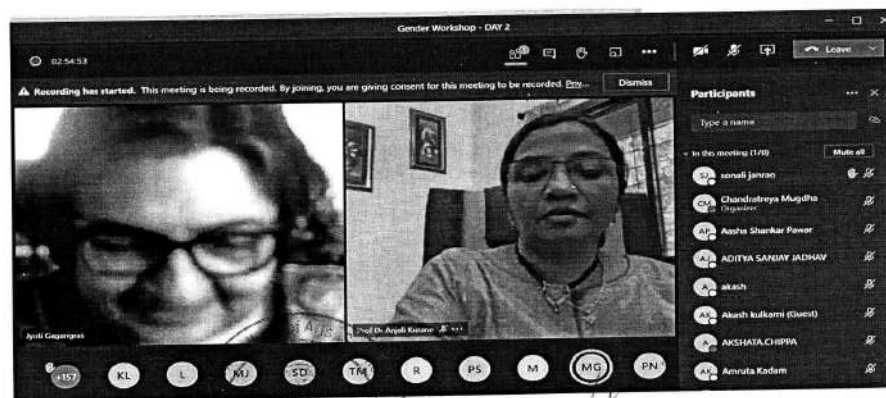 Gender Workshop - DAY 2
02:54:53
Leave
Recording has started. This meeting is being recorded. By joining, you are giving consent for this meeting to be recorded. Priv... Dismiss
Participants
Type a name
In this meeting (170) Mute all
SJ sonali janrao
CM Chandratreya Mugdha
Organizer
AP Aasha Shankar Pawar
AJ ADITYA SANJAY JADHAV
A akash
AK Akash kulkarni (Guest)
A AKSHATA.CHIPPA
AK Amruta Kadam
Jyoti Gagangras
Prof Dr Anjali Kurane
+157 KL L MJ SD TM R PS M MG PN